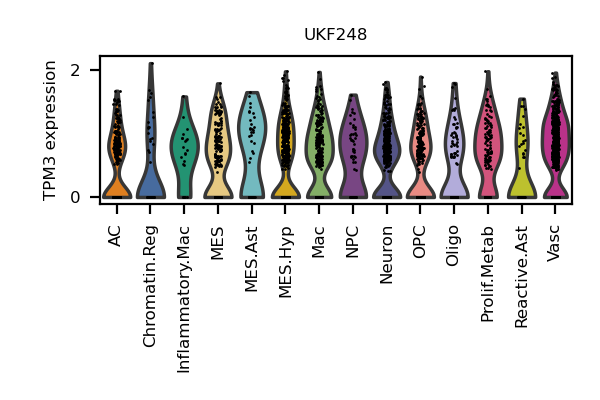 UKF248
TPM3 expression
2
0
AC
Chromatin.Reg
Inflammatory.Mac
MES
MES.Ast
MES.Hyp
Mac
NPC
Neuron
OPC
Oligo
Prolif.Metab
Reactive.Ast
Vasc